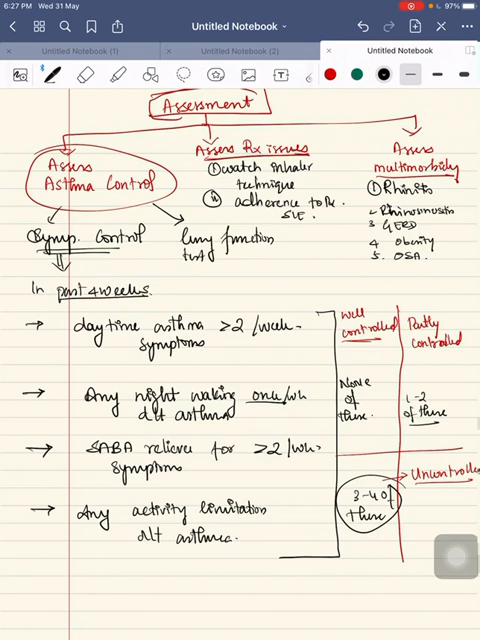 6:27 PM Wed 31 May
97%
Untitled Notebook
Untitled Notebook (1)
Untitled Notebook (2)
Untitled Notebook
Assessment
Assess
Asthma Control
Assess Rx issues
① watch inhaler
technique
ⅱ adherence to Rx
S/E.
Assess
multimorbidity
① Rhinitis
2 Rhinosinusitis
3 GERD
4 Obesity
5. OSA.
Symp. Control
lung function
test
In past 4 weeks.
→ day time asthma >2 /week.
symptoms
→ Any night waking once/wk
d/t asthma
→ SABA reliever for >2/wk.
symptoms
→ Any activity limitation
d/t asthma.
Well
controlled
Partly
controlled
None
of
these.
1-2
of these
→ Uncontrolled
3-4 of
these